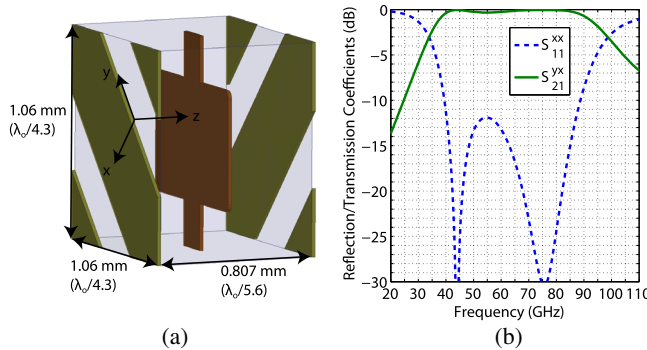 (a)
y
z
x
1.06 mm
(λₒ/4.3)
1.06 mm
(λₒ/4.3)
0.807 mm
(λₒ/5.6)
Reflection/Transmission Coefficients (dB)
0
−5
−10
−15
−20
−25
−30
S₁₁ˣˣ
S₂₁ʸˣ
20 30 40 50 60 70 80 90 100 110
Frequency (GHz)
(a)
(b)